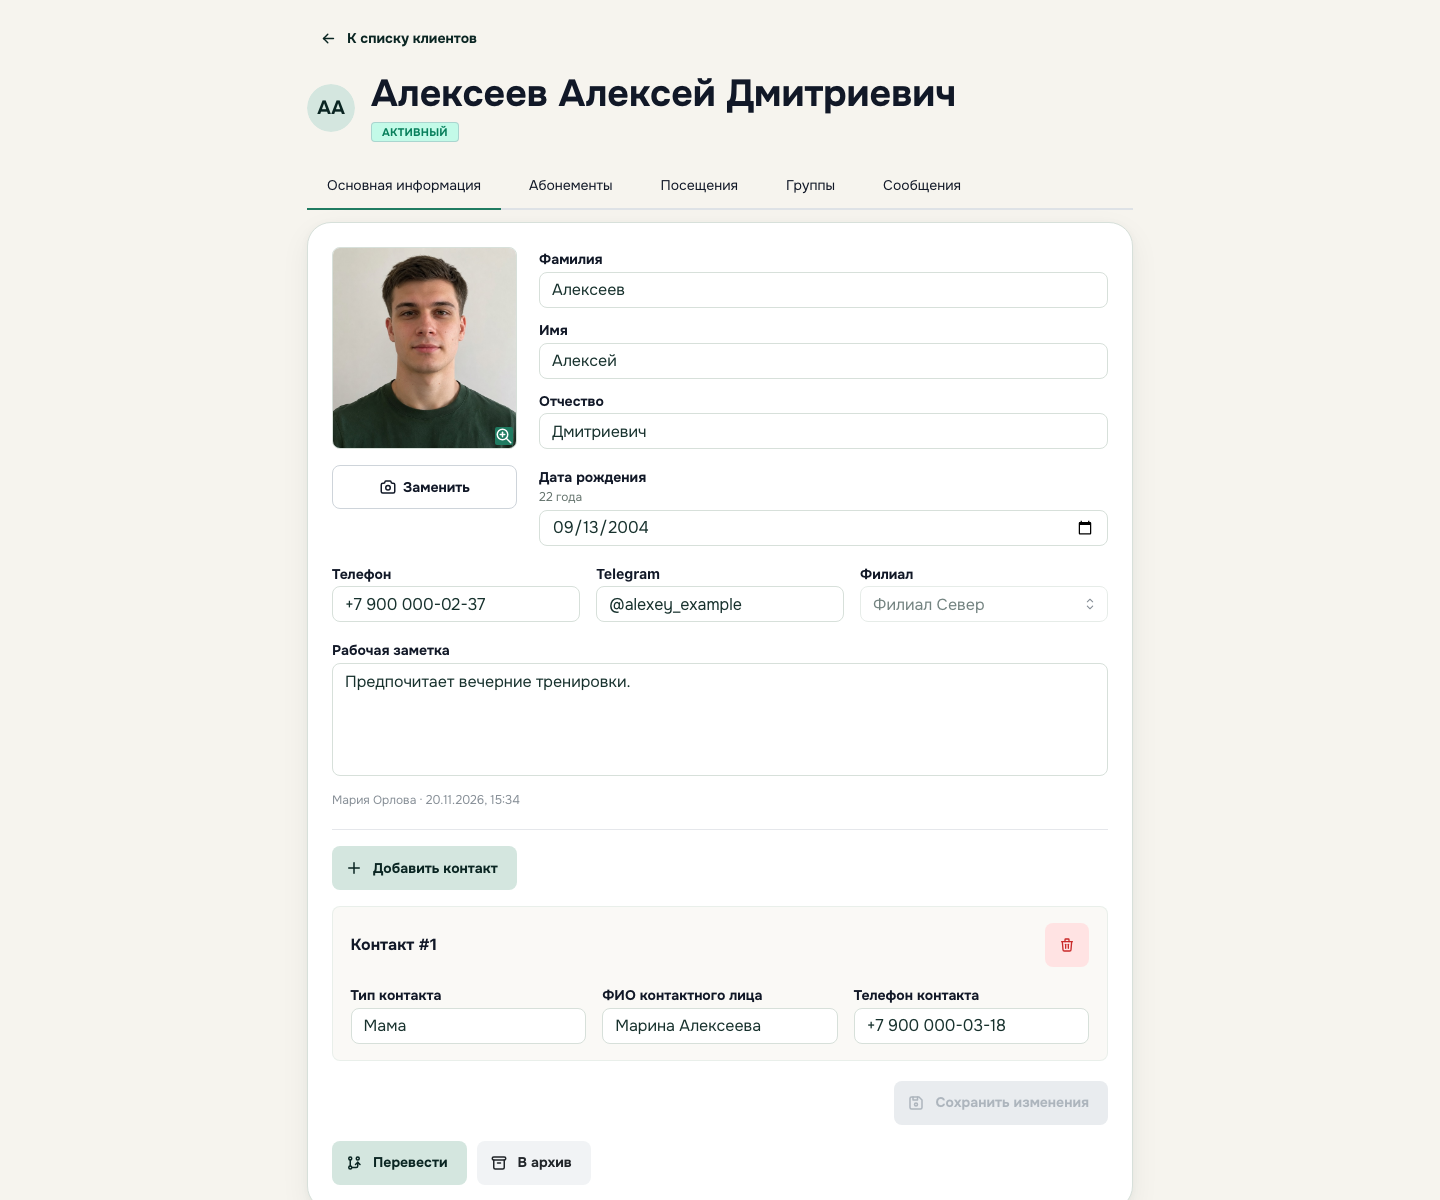 К списку клиентов
АА
Алексеев Алексей Дмитриевич
АКТИВНЫЙ
Основная информация
Абонементы
Посещения
Группы
Сообщения
Фамилия
Алексеев
Имя
Алексей
Отчество
Дмитриевич
Заменить
Дата рождения
22 года
09/13/2004
Телефон
+7 900 000-02-37
Telegram
@alexey_example
Филиал
Филиал Север
Рабочая заметка
Предпочитает вечерние тренировки.
Мария Орлова · 20.11.2026, 15:34
Добавить контакт
Контакт #1
Тип контакта
Мама
ФИО контактного лица
Марина Алексеева
Телефон контакта
+7 900 000-03-18
Сохранить изменения
Перевести
В архив